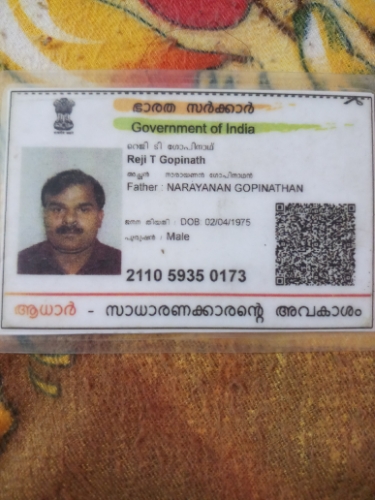 ഭാരത സർക്കാർ
Government of India
റെജി ടി ഗോപിനാഥ്
Reji T Gopinath
അച്ഛൻ നാരായണൻ ഗോപിനാഥൻ
Father : NARAYANAN GOPINATHAN
ജനന തിയതി : DOB: 02/04/1975
പുരുഷൻ : Male
2110 5935 0173
ആധാർ - സാധാരണക്കാരന്റെ അവകാശം